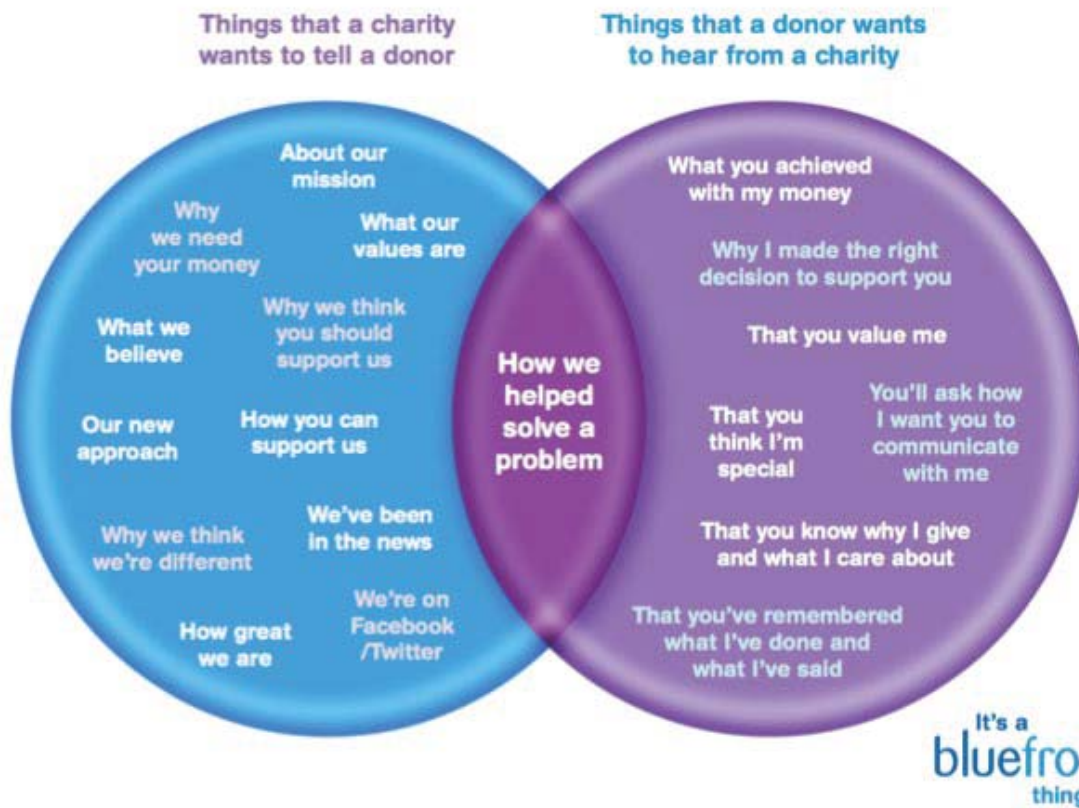 Things that a charity
wants to tell a donor
Things that a donor wants
to hear from a charity
About our
mission
Why
we need
your money
What our
values are
What we
believe
Why we think
you should
support us
Our new
approach
How you can
support us
Why we think
we're different
We've been
in the news
How great
we are
We're on
Facebook
/Twitter
How we
helped
solve a
problem
What you achieved
with my money
Why I made the right
decision to support you
That you value me
That you
think I'm
special
You'll ask how
I want you to
communicate
with me
That you know why I give
and what I care about
That you've remembered
what I've done and
what I've said
It's a
bluefro
thing